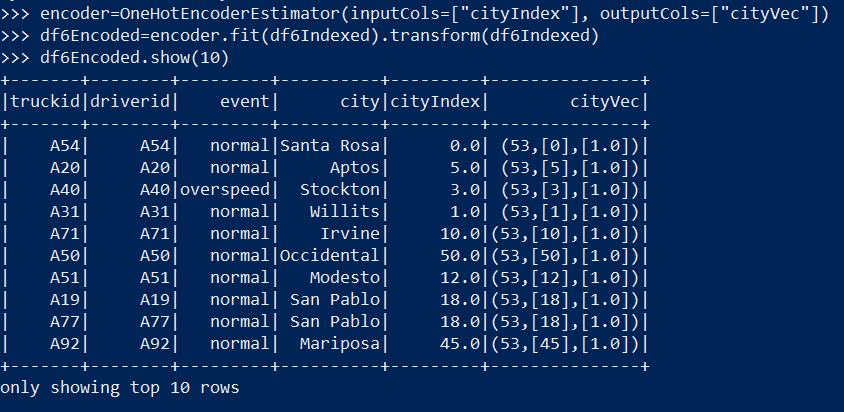 >>> encoder=OneHotEncoderEstimator(inputCols=["cityIndex"], outputCols=["cityVec"])
>>> df6Encoded=encoder.fit(df6Indexed).transform(df6Indexed)
>>> df6Encoded.show(10)
+-------+--------+---------+----------+---------+---------------+
|truckid|driverid|    event|      city|cityIndex|        cityVec|
+-------+--------+---------+----------+---------+---------------+
|    A54|     A54|   normal|Santa Rosa|      0.0| (53,[0],[1.0])|
|    A20|     A20|   normal|     Aptos|      5.0| (53,[5],[1.0])|
|    A40|     A40|overspeed|  Stockton|      3.0| (53,[3],[1.0])|
|    A31|     A31|   normal|   Willits|      1.0| (53,[1],[1.0])|
|    A71|     A71|   normal|    Irvine|     10.0|(53,[10],[1.0])|
|    A50|     A50|   normal|Occidental|     50.0|(53,[50],[1.0])|
|    A51|     A51|   normal|   Modesto|     12.0|(53,[12],[1.0])|
|    A19|     A19|   normal| San Pablo|     18.0|(53,[18],[1.0])|
|    A77|     A77|   normal| San Pablo|     18.0|(53,[18],[1.0])|
|    A92|     A92|   normal|  Mariposa|     45.0|(53,[45],[1.0])|
+-------+--------+---------+----------+---------+---------------+
only showing top 10 rows